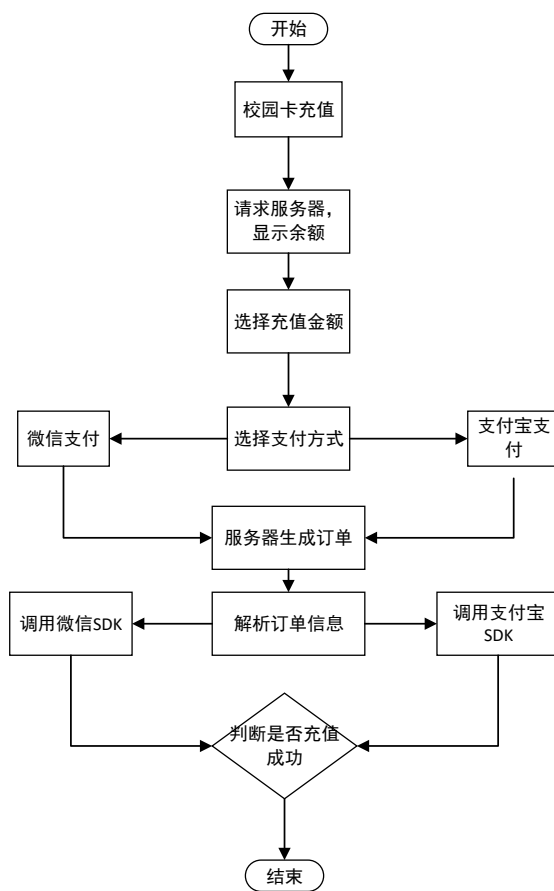 开始
校园卡充值
请求服务器，
显示余额
选择充值金额
微信支付
选择支付方式
支付宝支
付
服务器生成订单
调用微信SDK
解析订单信息
调用支付宝
SDK
判断是否充值
成功
结束